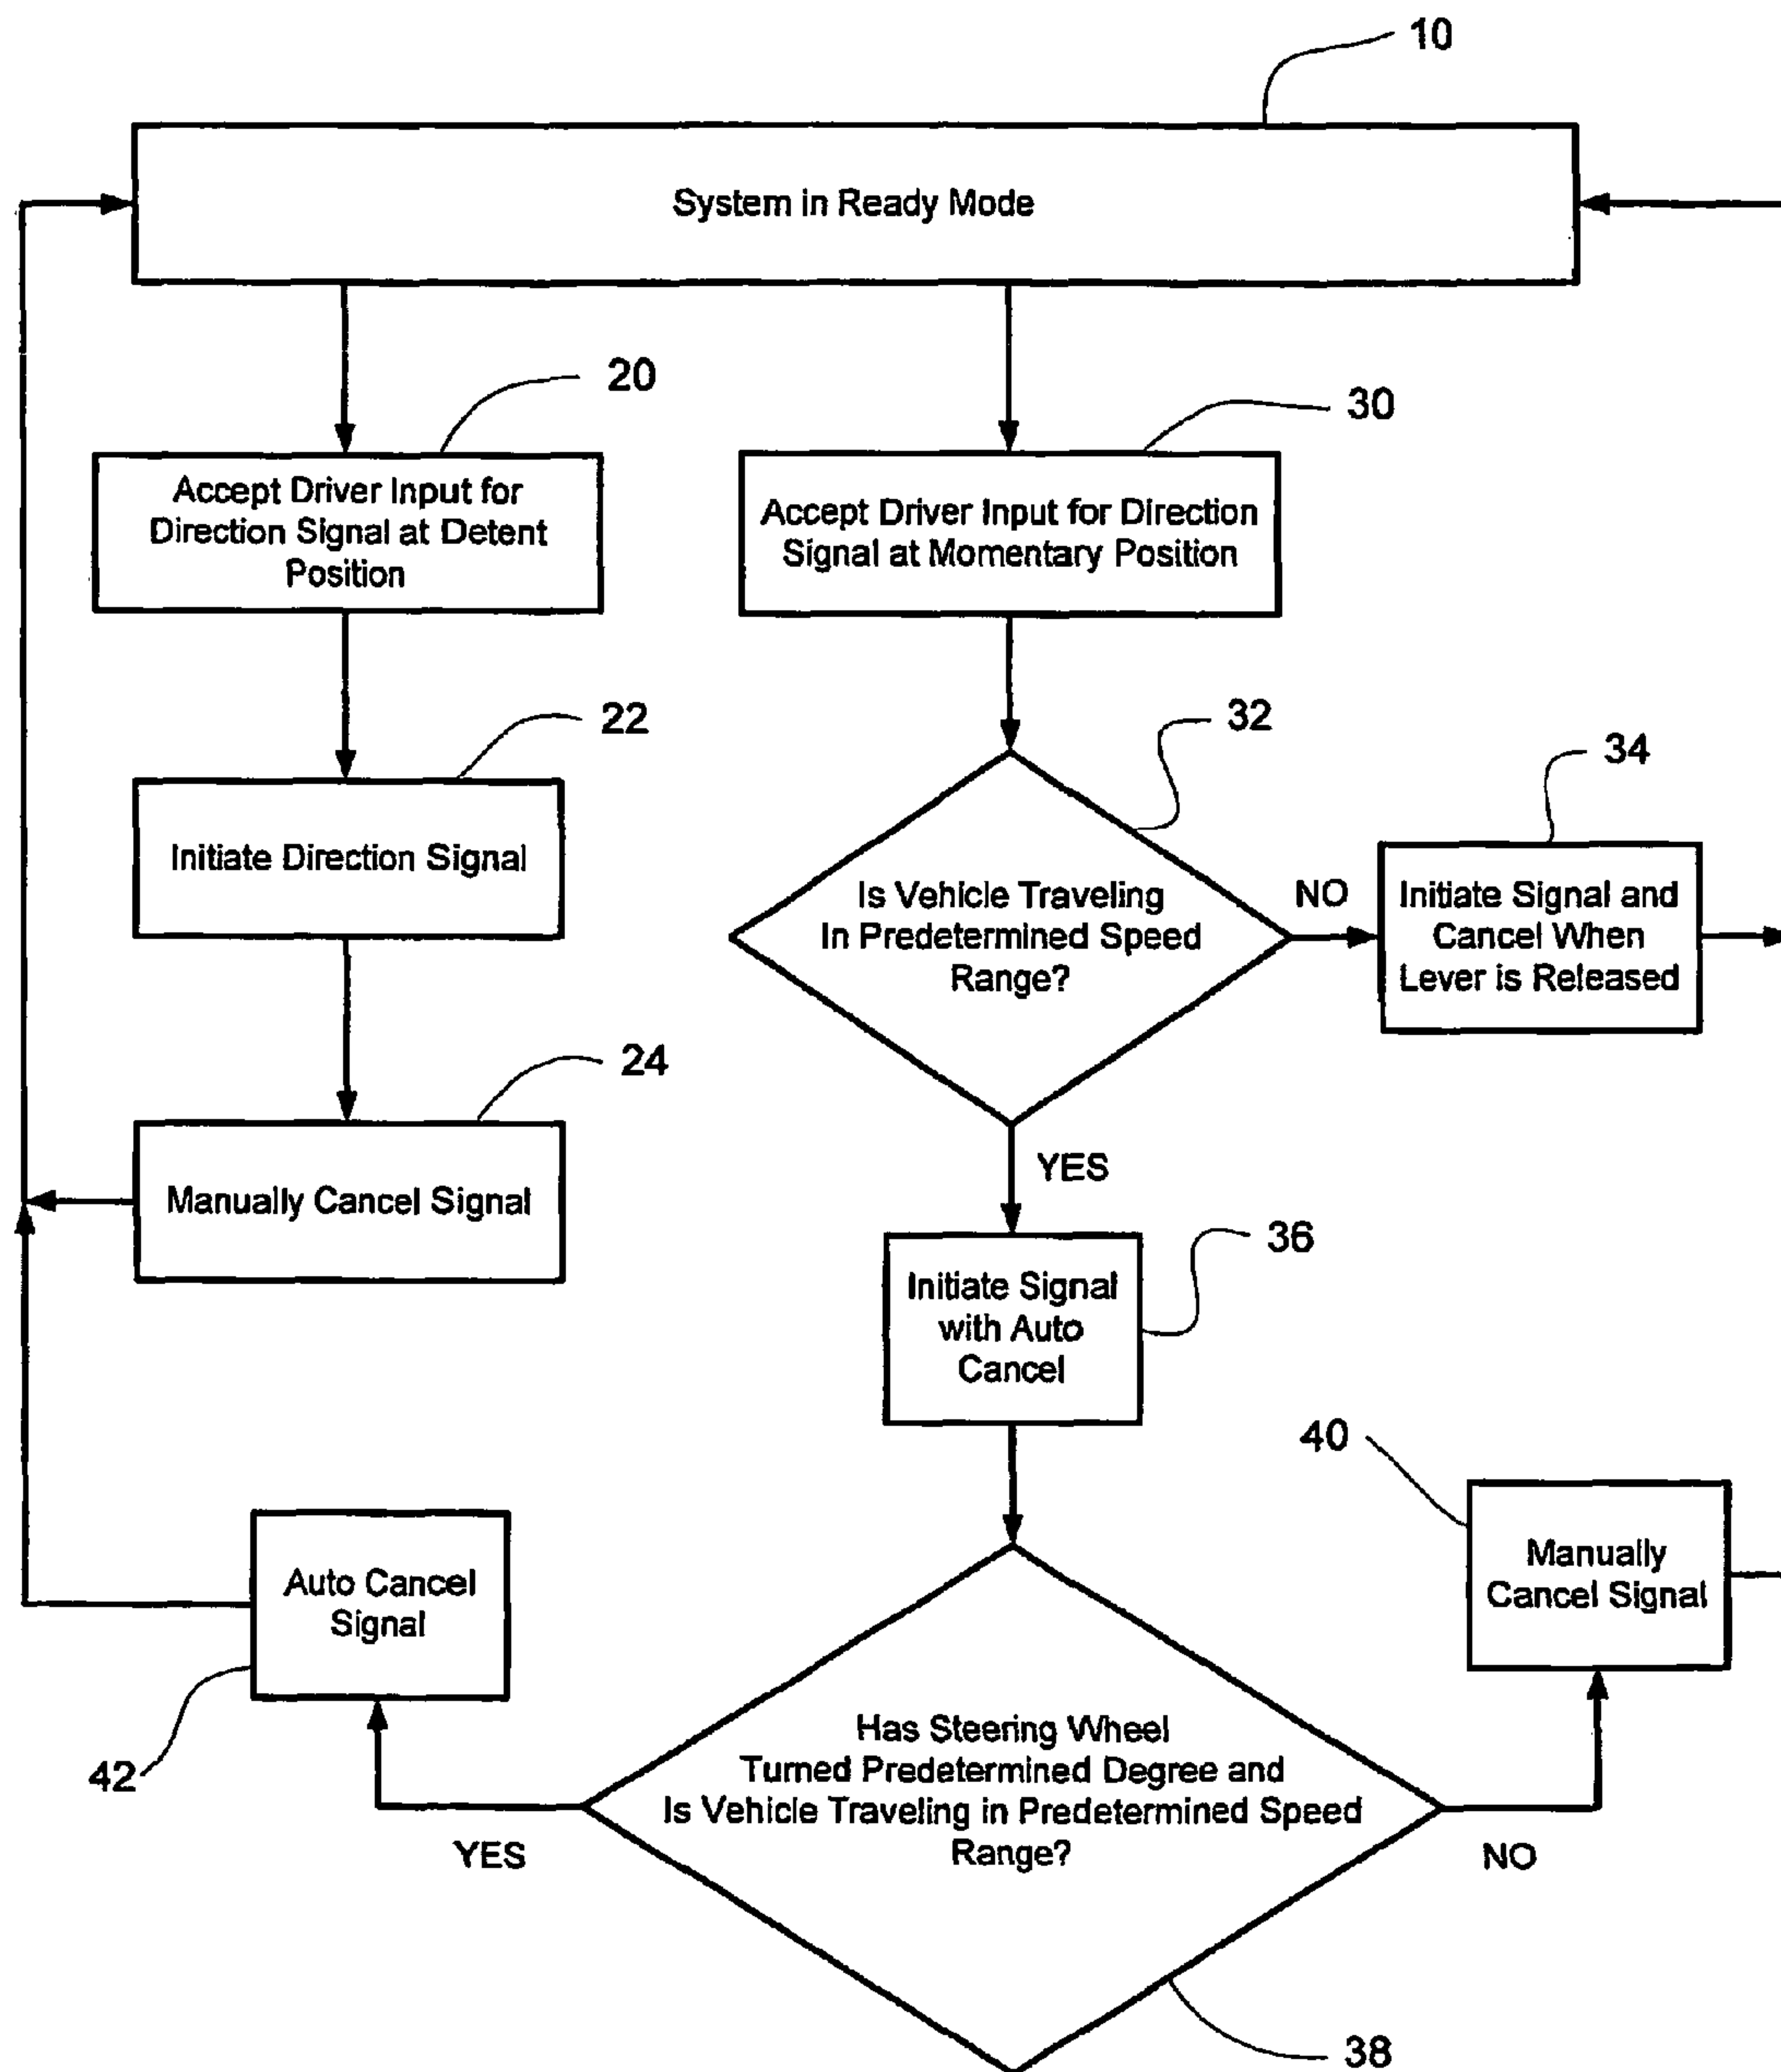 10
System in Ready Mode
20
30
Accept Driver Input for
Direction Signal at Detent
Position
Accept Driver Input for Direction
Signal at Momentary Position
22
32
34
Initiate Direction Signal
Is Vehicle Traveling
In Predetermined Speed
Range?
NO
Initiate Signal and
Cancel When
Lever is Released
24
YES
Manually Cancel Signal
36
Initiate Signal
with Auto
Cancel
40
Auto Cancel
Signal
Manually
Cancel Signal
42
Has Steering Wheel
Turned Predetermined Degree and
Is Vehicle Traveling in Predetermined Speed
Range?
YES
NO
38